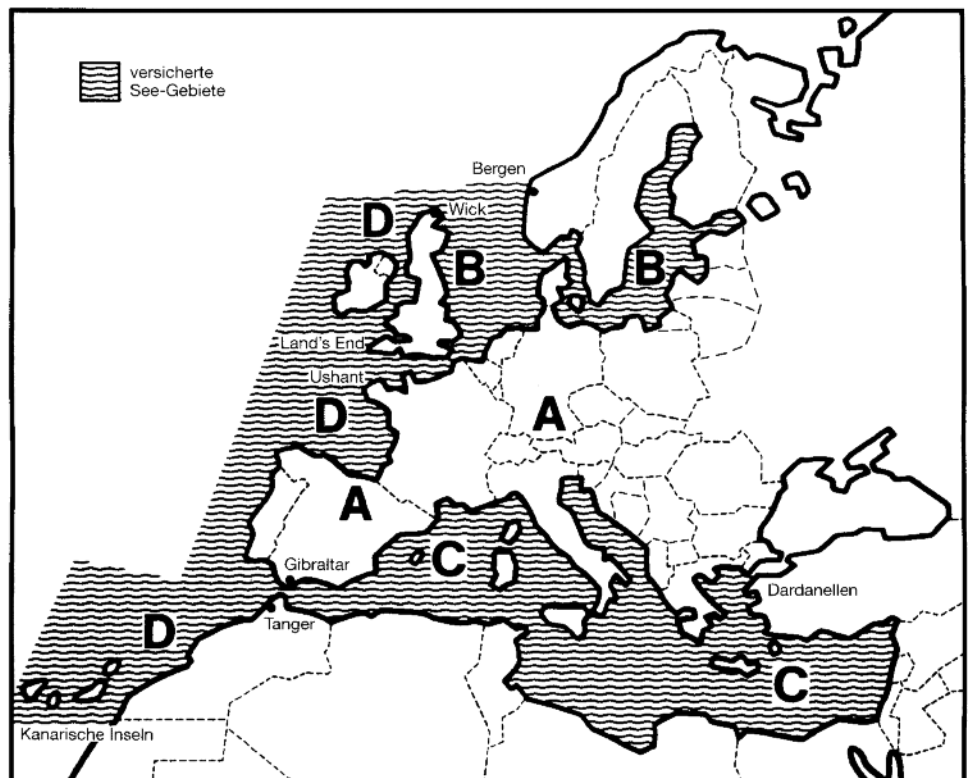 versicherte
See-Gebiete
Bergen
D
Wick
B
B
Land's End
Ushant
D
A
A
C
Gibraltar
Dardanellen
Tanger
D
C
Kanarische Inseln